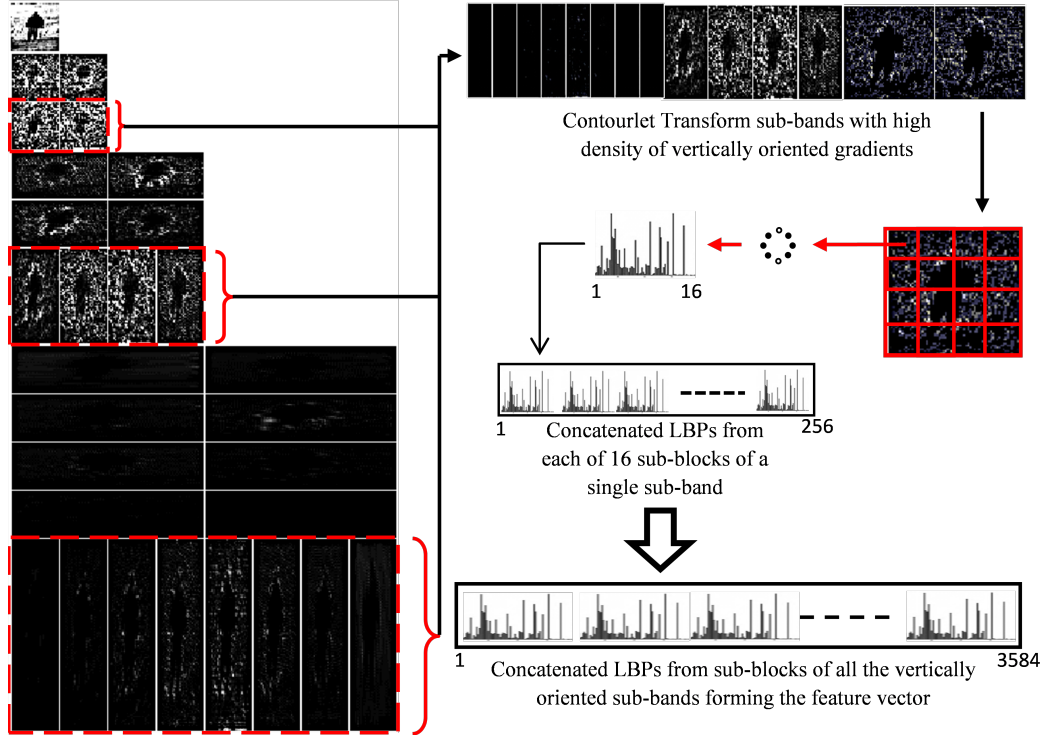 Contourlet Transform sub-bands with high
density of vertically oriented gradients
1 16
1 256
Concatenated LBPs from
each of 16 sub-blocks of a
single sub-band
1 3584
Concatenated LBPs from sub-blocks of all the vertically
oriented sub-bands forming the feature vector